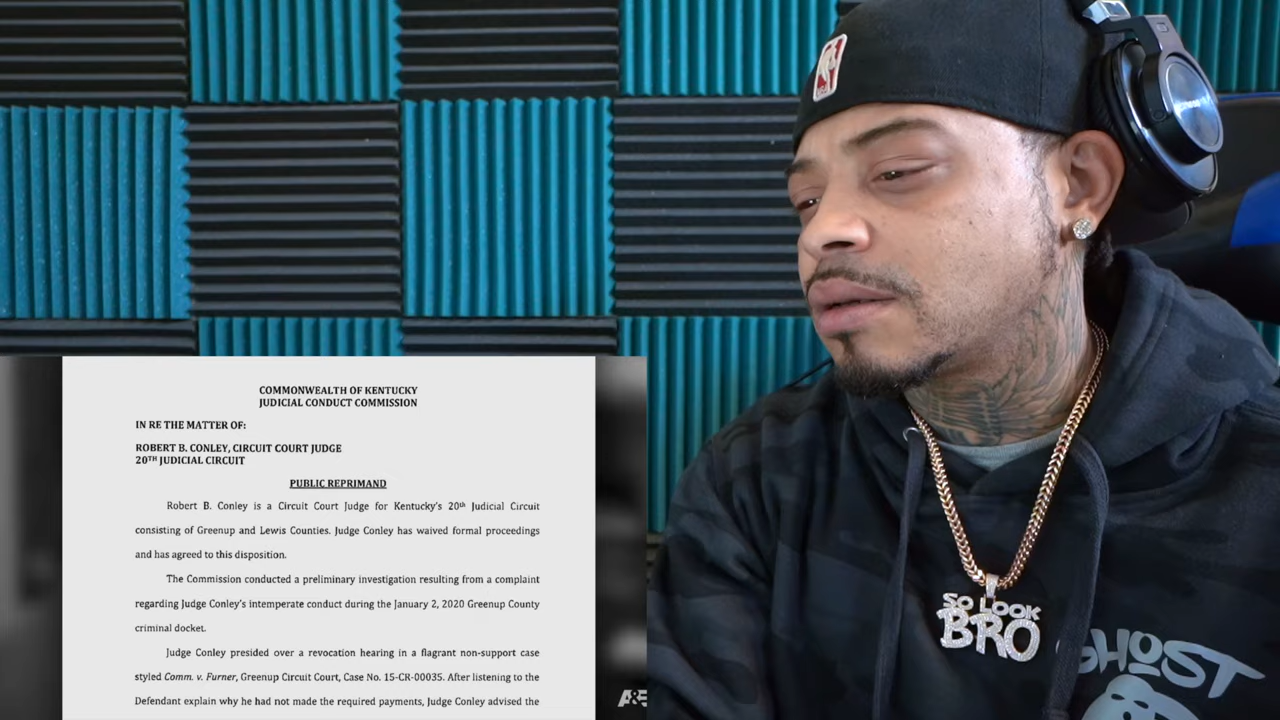 COMMONWEALTH OF KENTUCKY
JUDICIAL CONDUCT COMMISSION
IN RE THE MATTER OF:
ROBERT B. CONLEY, CIRCUIT COURT JUDGE
20TH JUDICIAL CIRCUIT
PUBLIC REPRIMAND
Robert B. Conley is a Circuit Court Judge for Kentucky's 20th Judicial Circuit
consisting of Greenup and Lewis Counties. Judge Conley has waived formal proceedings
and has agreed to this disposition.
The Commission conducted a preliminary investigation resulting from a complaint
regarding Judge Conley's intemperate conduct during the January 2, 2020 Greenup County
criminal docket.
Judge Conley presided over a revocation hearing in a flagrant non-support case
styled Comm. v. Furner, Greenup Circuit Court, Case No. 15-CR-00035. After listening to the
Defendant explain why he had not made the required payments, Judge Conley advised the
A&E
SO LOOK
BRO
GHOST